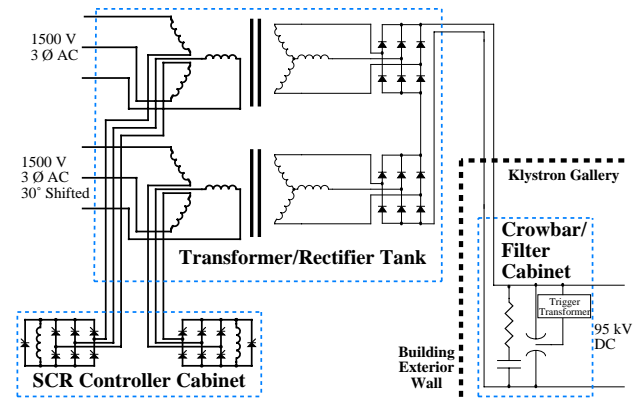 1500 V
3 Ø AC
1500 V
3 Ø AC
30˚ Shifted
Transformer/Rectifier Tank
Klystron Gallery
Crowbar/
Filter
Cabinet
Trigger
Transformer
95 kV
DC
Building
Exterior
Wall
SCR Controller Cabinet